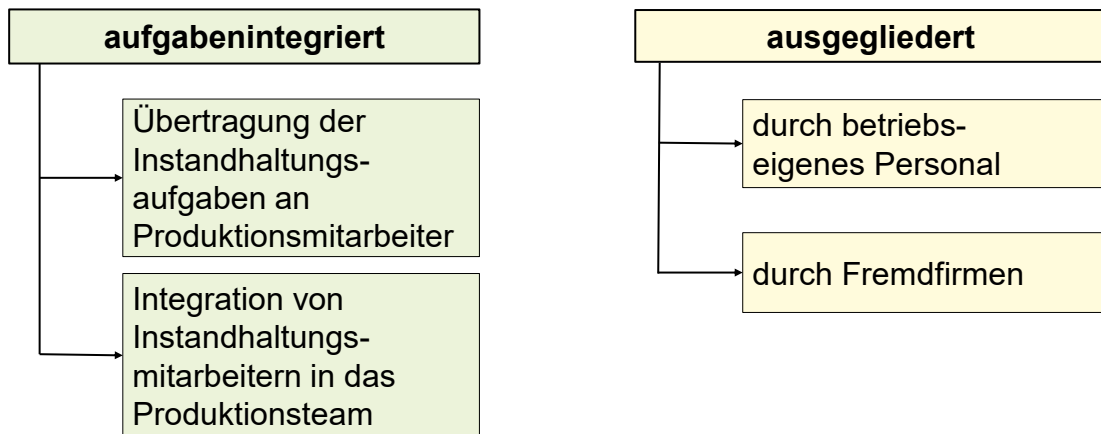 aufgabenintegriert
Übertragung der
Instandhaltungs-
aufgaben an
Produktionsmitarbeiter
Integration von
Instandhaltungs-
mitarbeitern in das
Produktionsteam
ausgegliedert
durch betriebs-
eigenes Personal
durch Fremdfirmen